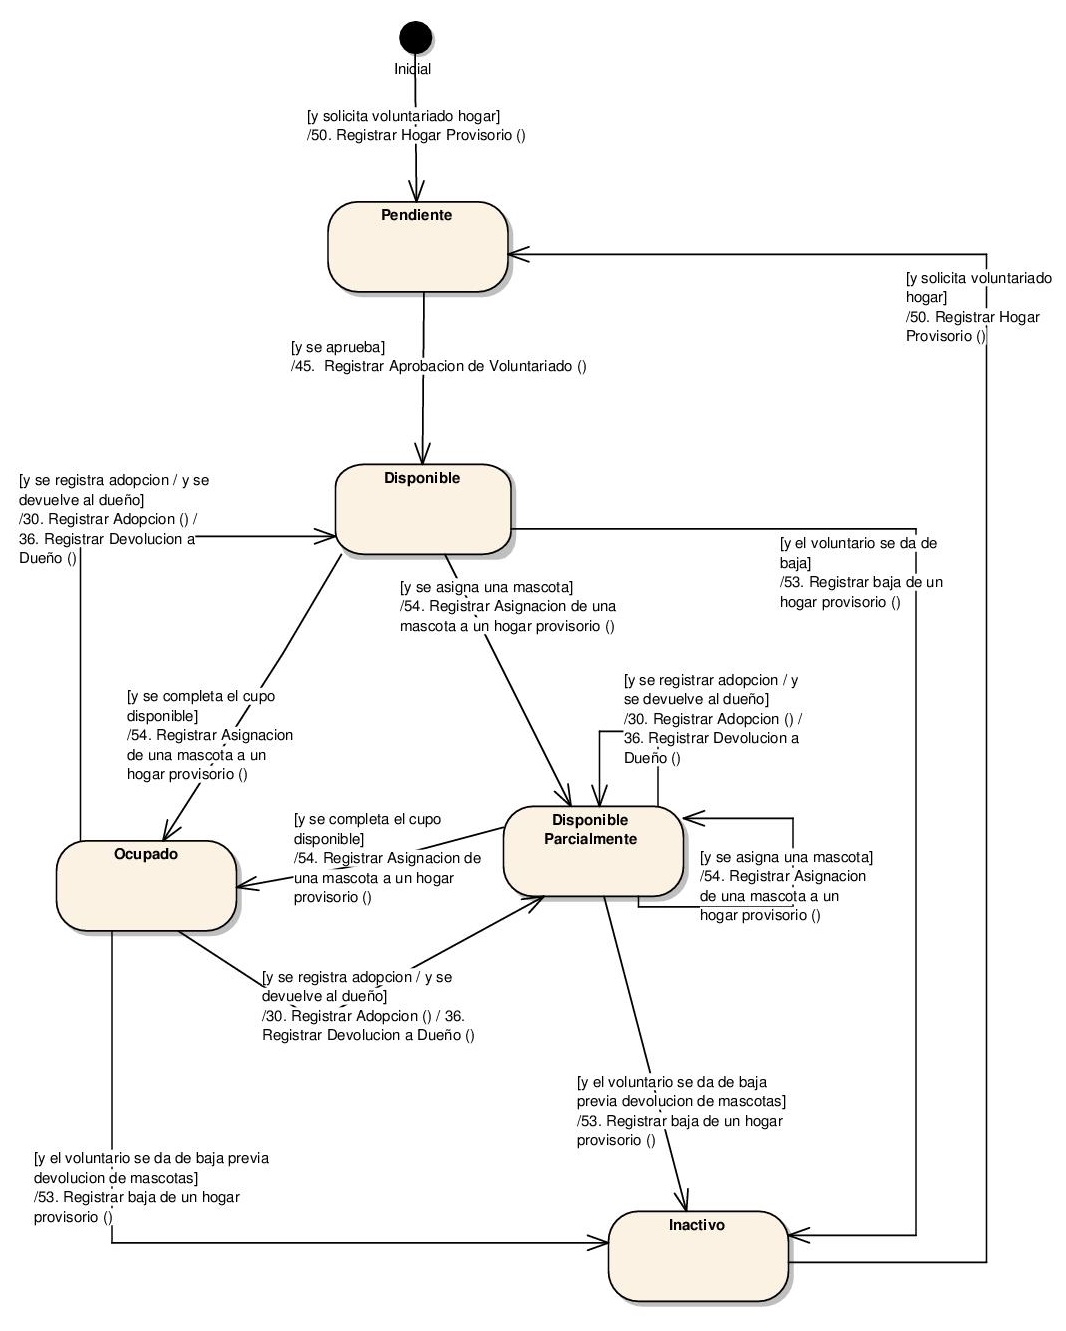 Inicial
[y solicita voluntariado hogar]
/50. Registrar Hogar Provisorio ()
Pendiente
[y solicita voluntariado
hogar]
/50. Registrar Hogar
Provisorio ()
[y se aprueba]
/45.  Registrar Aprobacion de Voluntariado ()
Disponible
[y se registra adopcion / y se
devuelve al dueño]
/30. Registrar Adopcion () /
36. Registrar Devolucion a
Dueño ()
[y el voluntario se da de
baja]
/53. Registrar baja de un
hogar provisorio ()
[y se asigna una mascota]
/54. Registrar Asignacion de una
mascota a un hogar provisorio ()
[y se completa el cupo
disponible]
/54. Registrar Asignacion
de una mascota a un
hogar provisorio ()
[y se registrar adopcion / y
se devuelve al dueño]
/30. Registrar Adopcion () /
36. Registrar Devolucion a
Dueño ()
Disponible
Parcialmente
[y se completa el cupo
disponible]
/54. Registrar Asignacion de
una mascota a un hogar
provisorio ()
Ocupado
[y se asigna una mascota]
/54. Registrar Asignacion
de una mascota a un
hogar provisorio ()
[y se registra adopcion / y se
devuelve al dueño]
/30. Registrar Adopcion () / 36.
Registrar Devolucion a Dueño ()
[y el voluntario se da de baja
previa devolucion de mascotas]
/53. Registrar baja de un hogar
provisorio ()
[y el voluntario se da de baja previa
devolucion de mascotas]
/53. Registrar baja de un hogar
provisorio ()
Inactivo